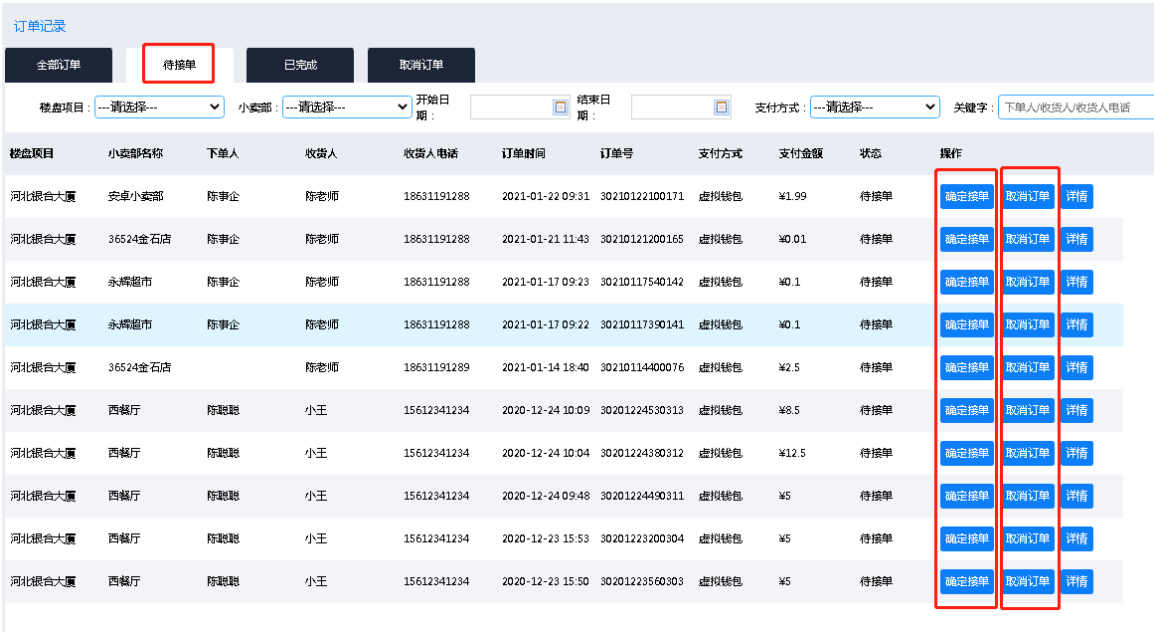 订单记录
全部订单 待接单 已完成 取消订单
楼盘项目： ---请选择--- 小卖部： ---请选择--- 开始日期： 结束日期： 支付方式： ---请选择--- 关键字： 下单人/收货人/收货人电话
楼盘项目 小卖部名称 下单人 收货人 收货人电话 订单时间 订单号 支付方式 支付金额 状态 操作
河北银合大厦 安卓小卖部 陈事企 陈老师 18631191288 2021-01-22 09:31 30210122100171 虚拟钱包 ¥1.99 待接单 确定接单 取消订单 详情
河北银合大厦 36524金石店 陈事企 陈老师 18631191288 2021-01-21 11:43 30210121200165 虚拟钱包 ¥0.01 待接单 确定接单 取消订单 详情
河北银合大厦 永辉超市 陈事企 陈老师 18631191288 2021-01-17 09:23 30210117540142 虚拟钱包 ¥0.1 待接单 确定接单 取消订单 详情
河北银合大厦 永辉超市 陈事企 陈老师 18631191288 2021-01-17 09:22 30210117390141 虚拟钱包 ¥0.1 待接单 确定接单 取消订单 详情
河北银合大厦 36524金石店 陈老师 18631191289 2021-01-14 18:40 30210114400076 虚拟钱包 ¥2.5 待接单 确定接单 取消订单 详情
河北银合大厦 西餐厅 陈聪聪 小王 15612341234 2020-12-24 10:09 30201224530313 虚拟钱包 ¥8.5 待接单 确定接单 取消订单 详情
河北银合大厦 西餐厅 陈聪聪 小王 15612341234 2020-12-24 10:04 30201224380312 虚拟钱包 ¥12.5 待接单 确定接单 取消订单 详情
河北银合大厦 西餐厅 陈聪聪 小王 15612341234 2020-12-24 09:48 30201224490311 虚拟钱包 ¥5 待接单 确定接单 取消订单 详情
河北银合大厦 西餐厅 陈聪聪 小王 15612341234 2020-12-23 15:53 30201223200304 虚拟钱包 ¥5 待接单 确定接单 取消订单 详情
河北银合大厦 西餐厅 陈聪聪 小王 15612341234 2020-12-23 15:50 30201223560303 虚拟钱包 ¥5 待接单 确定接单 取消订单 详情